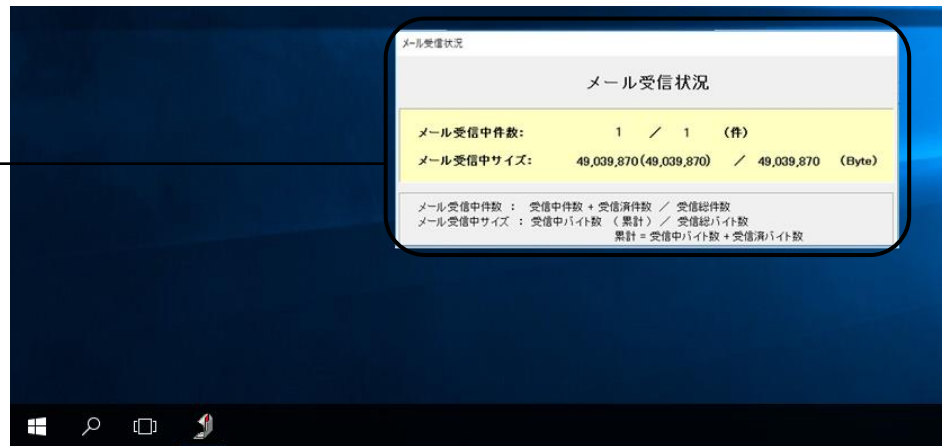 メール受信状況
メール受信状況
メール受信中件数: 1 / 1 (件)
メール受信中サイズ: 49,039,870(49,039,870) / 49,039,870 (Byte)
メール受信中件数 : 受信中件数 + 受信済件数 / 受信総件数
メール受信中サイズ : 受信中バイト数 (累計) / 受信総バイト数
累計 = 受信中バイト数 + 受信済バイト数